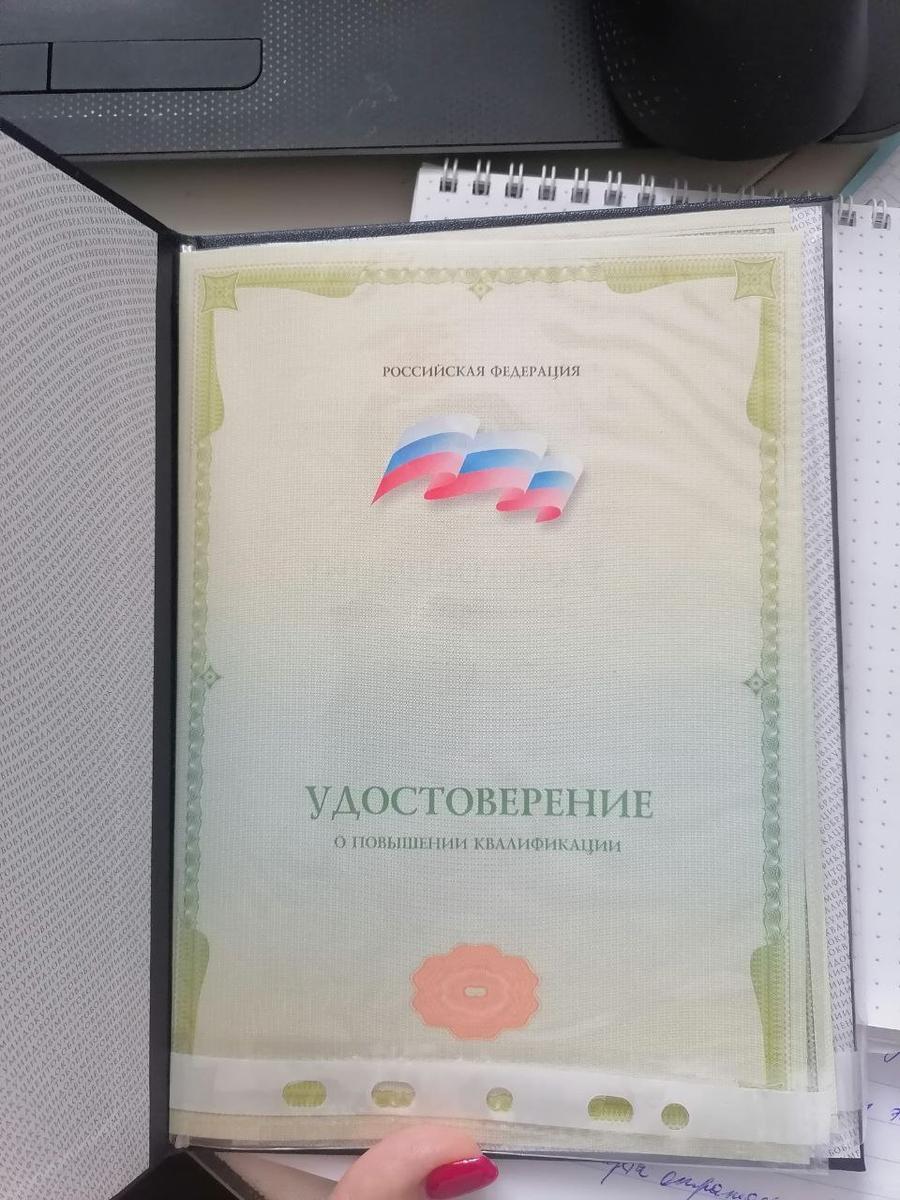 РОССИЙСКАЯ ФЕДЕРАЦИЯ
УДОСТОВЕРЕНИЕ
О ПОВЫШЕНИИ КВАЛИФИКАЦИИ